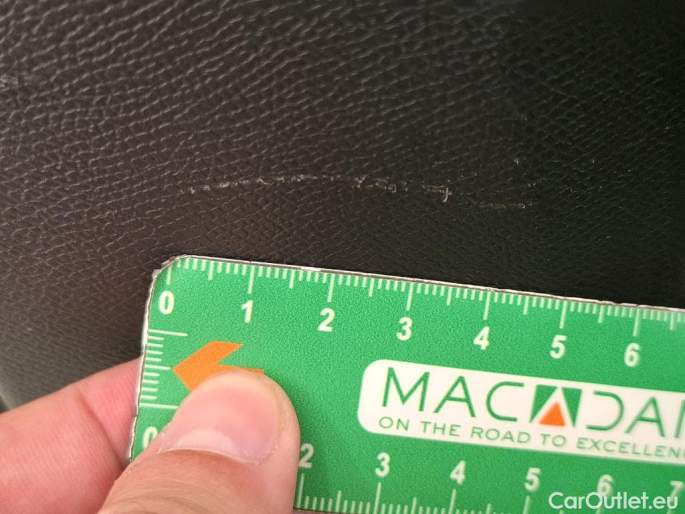 0 1 2 3 4 5 6
MACADAM
ON THE ROAD TO EXCELLENC
0 2 3 4 5 6 7
CarOutlet.eu